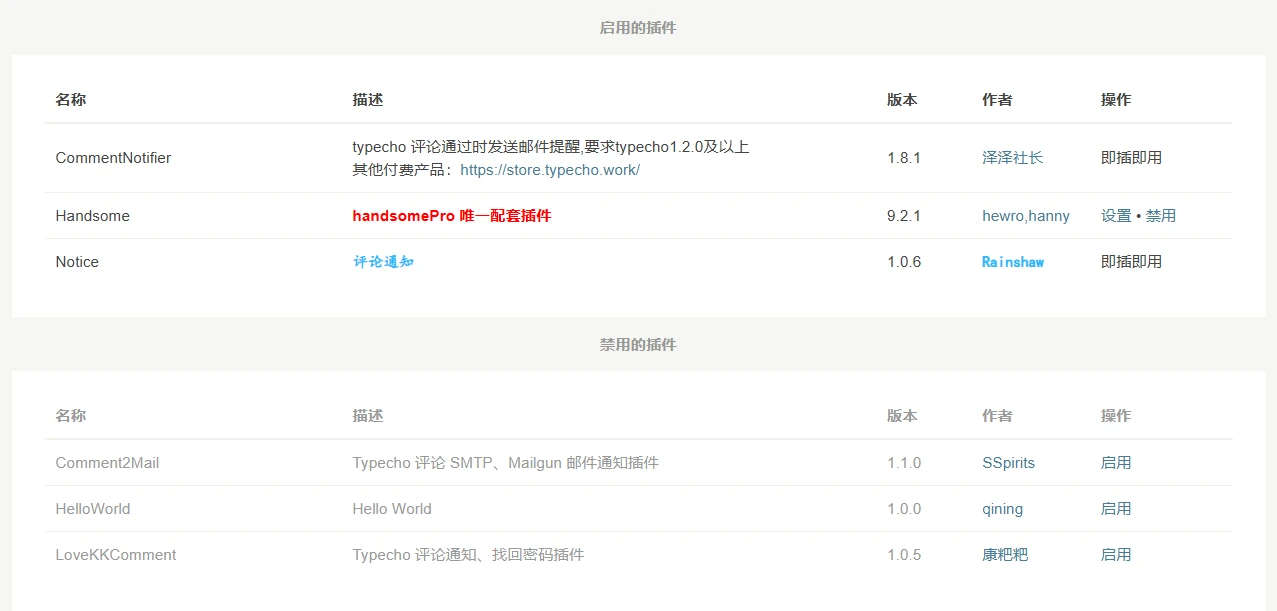 启用的插件
名称 描述 版本 作者 操作
CommentNotifier typecho 评论通过时发送邮件提醒,要求typecho1.2.0及以上 1.8.1 泽泽社长 即插即用
其他付费产品：https://store.typecho.work/
Handsome handsomePro 唯一配套插件 9.2.1 hewro,hanny 设置 • 禁用
Notice 评论通知 1.0.6 Rainshaw 即插即用
禁用的插件
名称 描述 版本 作者 操作
Comment2Mail Typecho 评论 SMTP、Mailgun 邮件通知插件 1.1.0 SSpirits 启用
HelloWorld Hello World 1.0.0 qining 启用
LoveKKComment Typecho 评论通知、找回密码插件 1.0.5 康粑粑 启用